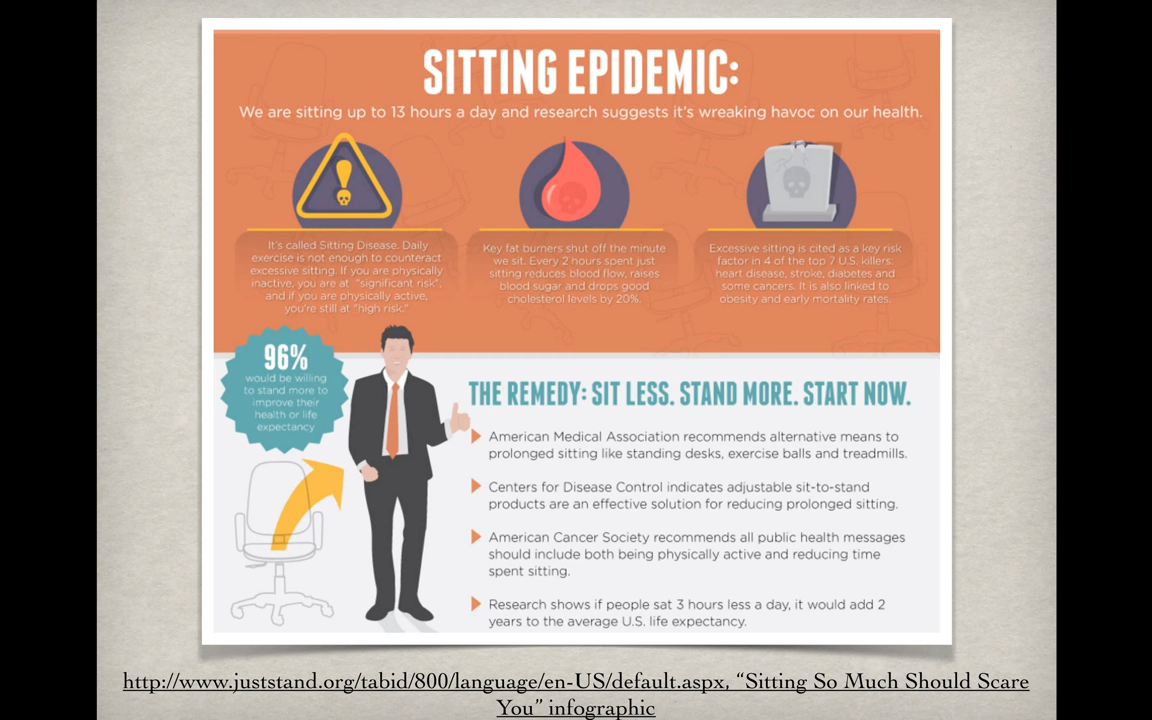 SITTING EPIDEMIC:
We are sitting up to 13 hours a day and research suggests it's wreaking havoc on our health.
It's called Sitting Disease. Daily
exercise is not enough to counteract
excessive sitting. If you are physically
inactive, you are at "significant risk",
and if you are physically active,
you're still at "high risk."
Key fat burners shut off the minute
we sit. Every 2 hours spent just
sitting reduces blood flow, raises
blood sugar and drops good
cholesterol levels by 20%.
Excessive sitting is cited as a key risk
factor in 4 of the top 7 U.S. killers:
heart disease, stroke, diabetes and
some cancers. It is also linked to
obesity and early mortality rates.
96%
would be willing
to stand more to
improve their
health or life
expectancy
THE REMEDY: SIT LESS. STAND MORE. START NOW.
American Medical Association recommends alternative means to
prolonged sitting like standing desks, exercise balls and treadmills.
Centers for Disease Control indicates adjustable sit-to-stand
products are an effective solution for reducing prolonged sitting.
American Cancer Society recommends all public health messages
should include both being physically active and reducing time
spent sitting.
Research shows if people sat 3 hours less a day, it would add 2
years to the average U.S. life expectancy.
http://www.juststand.org/tabid/800/language/en-US/default.aspx, “Sitting So Much Should Scare
You” infographic